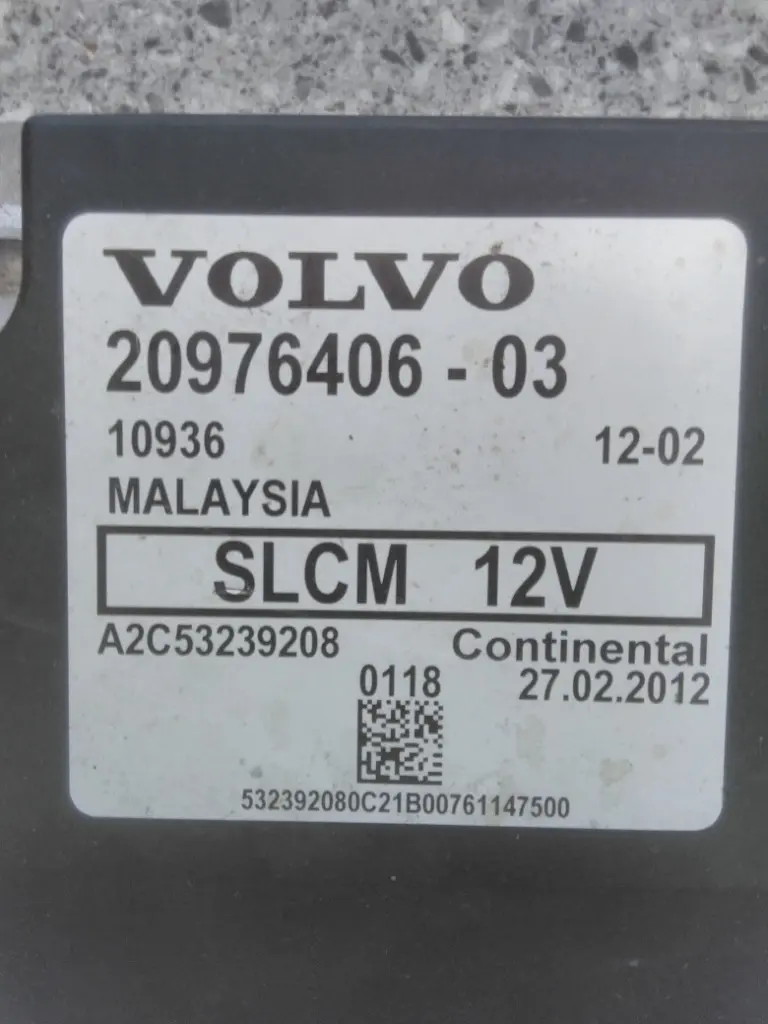 VOLVO
20976406 - 03
10936 12-02
MALAYSIA
SLCM 12V
A2C53239208 Continental
0118 27.02.2012
532392080C21B00761147500